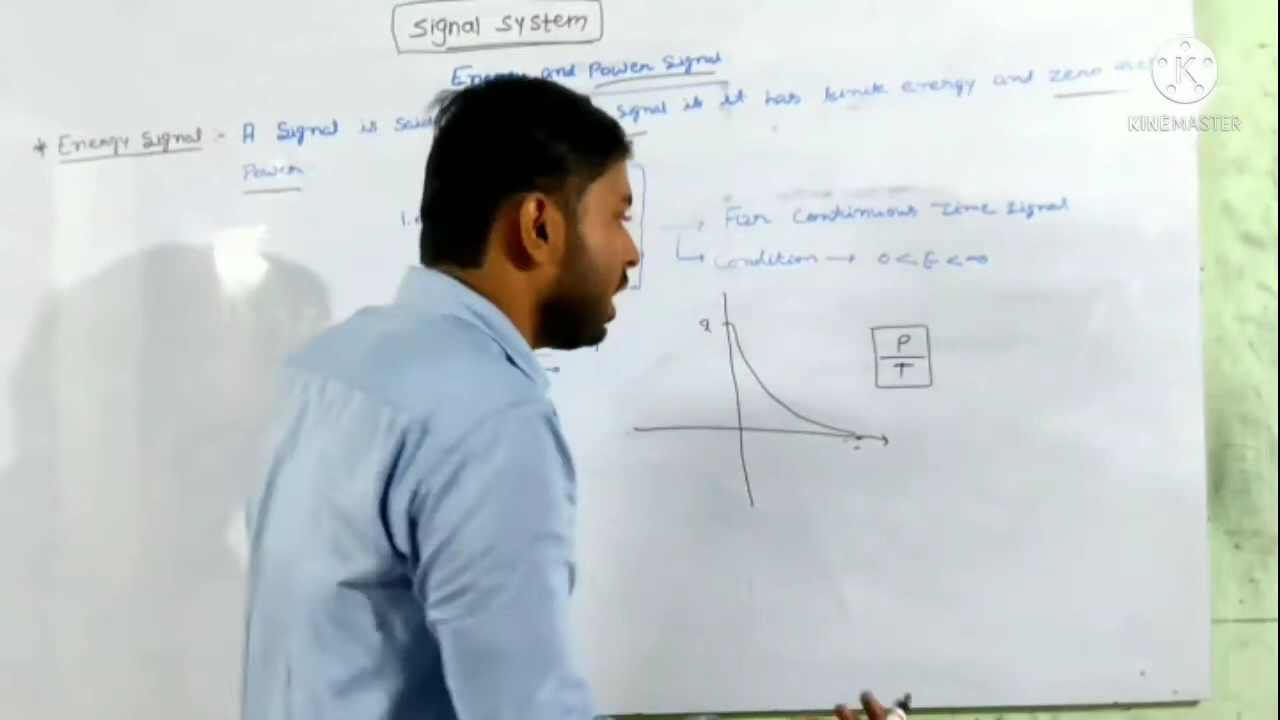 Signal System
Energy and Power Signal
* Energy Signal :- A Signal is said signal if it has finite energy and zero
Power
1.
→ For Continuous Time Signal
↳ Condition → 0 < E < ∞
P
T
K
KINEMASTER